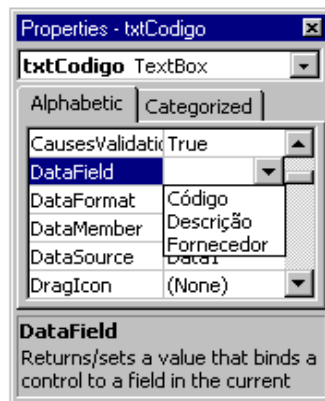 Properties - txtCodigo
txtCodigo TextBox
Alphabetic Categorized
CausesValidatic True
DataField
DataFormat Código
DataMember Descrição
DataSource Fornecedor
DragIcon (None)
DataField
Returns/sets a value that binds a
control to a field in the current